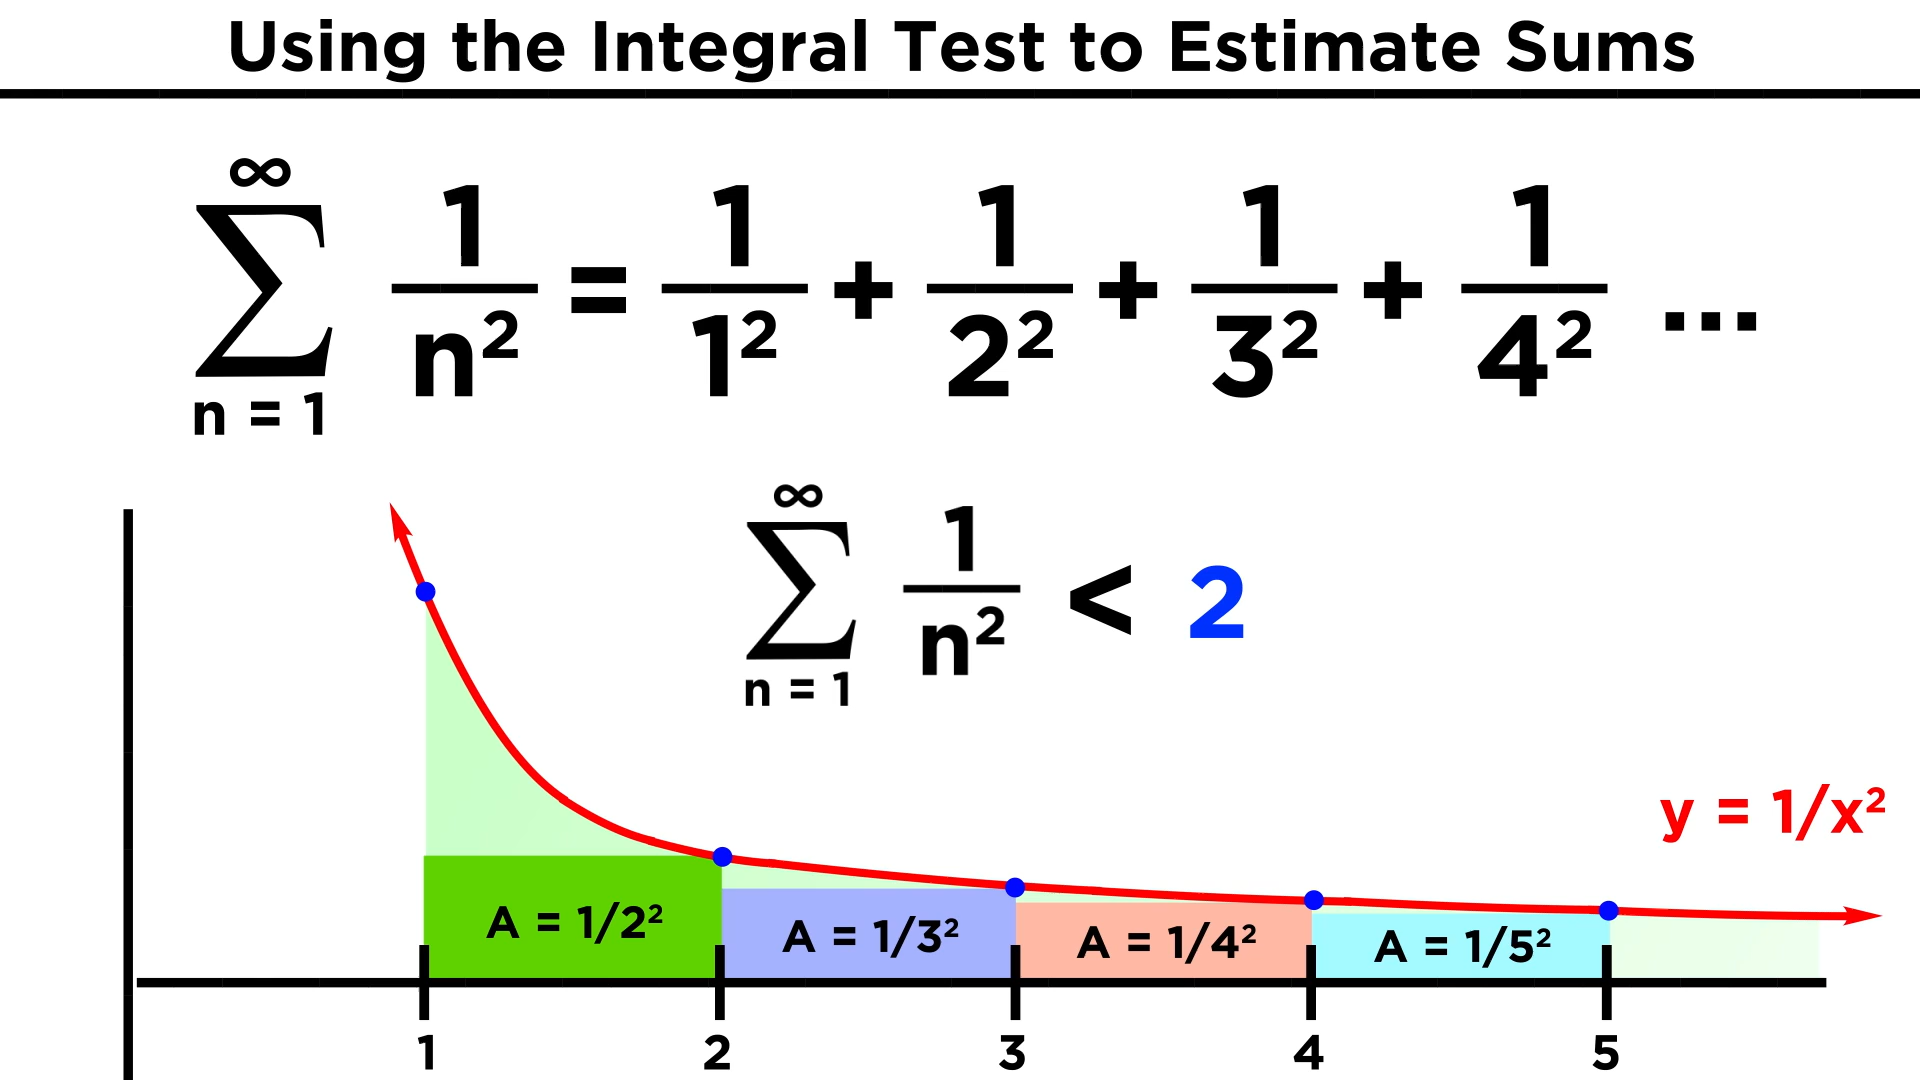 Using the Integral Test to Estimate Sums
∞
∑ 1/n² = 1/1² + 1/2² + 1/3² + 1/4² ...
n = 1
∞
∑ 1/n² < 2
n = 1
y = 1/x²
A = 1/2² A = 1/3² A = 1/4² A = 1/5²
1 2 3 4 5